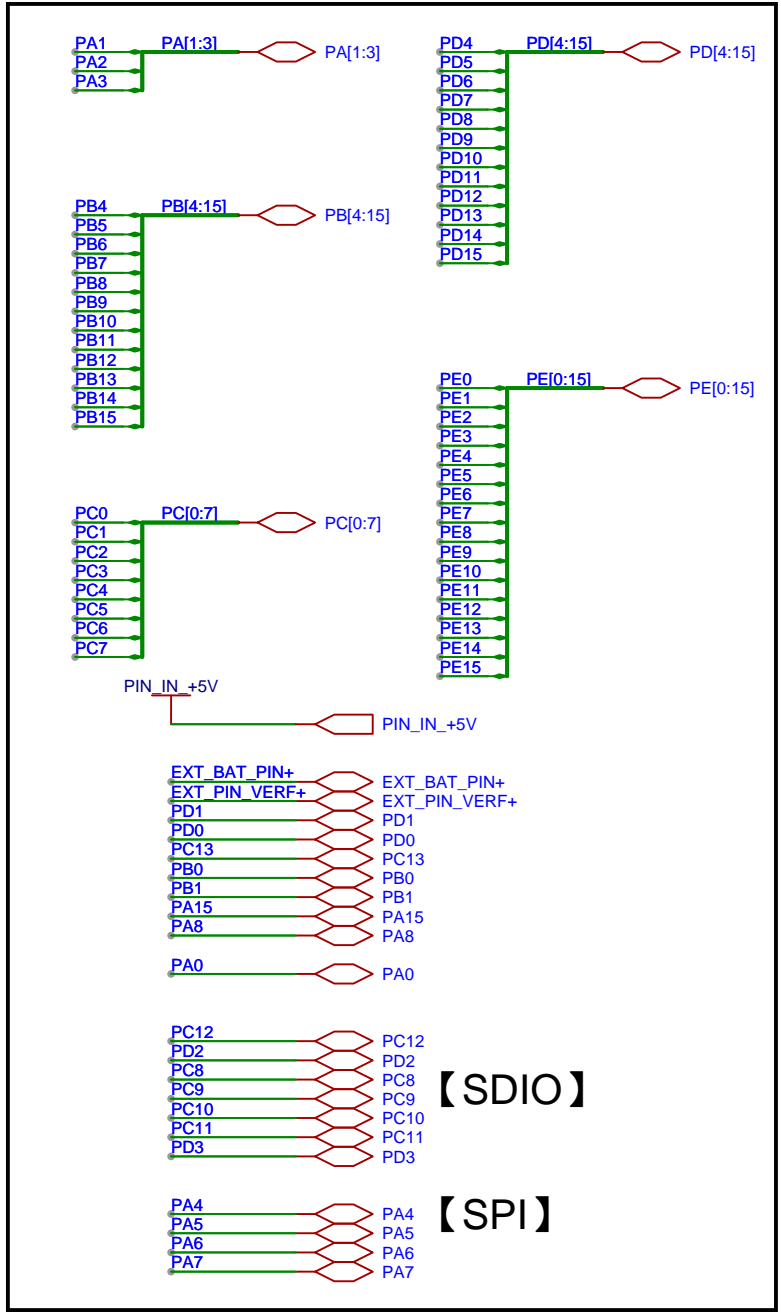 PA1 PA[1:3] PA[1:3]
PA2
PA3
PB4 PB[4:15] PB[4:15]
PB5
PB6
PB7
PB8
PB9
PB10
PB11
PB12
PB13
PB14
PB15
PC0 PC[0:7] PC[0:7]
PC1
PC2
PC3
PC4
PC5
PC6
PC7
PD4 PD[4:15] PD[4:15]
PD5
PD6
PD7
PD8
PD9
PD10
PD11
PD12
PD13
PD14
PD15
PE0 PE[0:15] PE[0:15]
PE1
PE2
PE3
PE4
PE5
PE6
PE7
PE8
PE9
PE10
PE11
PE12
PE13
PE14
PE15
PIN_IN_+5V
PIN_IN_+5V
EXT_BAT_PIN+ EXT_BAT_PIN+
EXT_PIN_VERF+ EXT_PIN_VERF+
PD1 PD1
PD0 PD0
PC13 PC13
PB0 PB0
PB1 PB1
PA15 PA15
PA8 PA8
PA0 PA0
PC12 PC12
PD2 PD2
PC8 PC8
PC9 PC9
PC10 PC10
PC11 PC11
PD3 PD3
【SDIO】
PA4 PA4
PA5 PA5
PA6 PA6
PA7 PA7
【SPI】